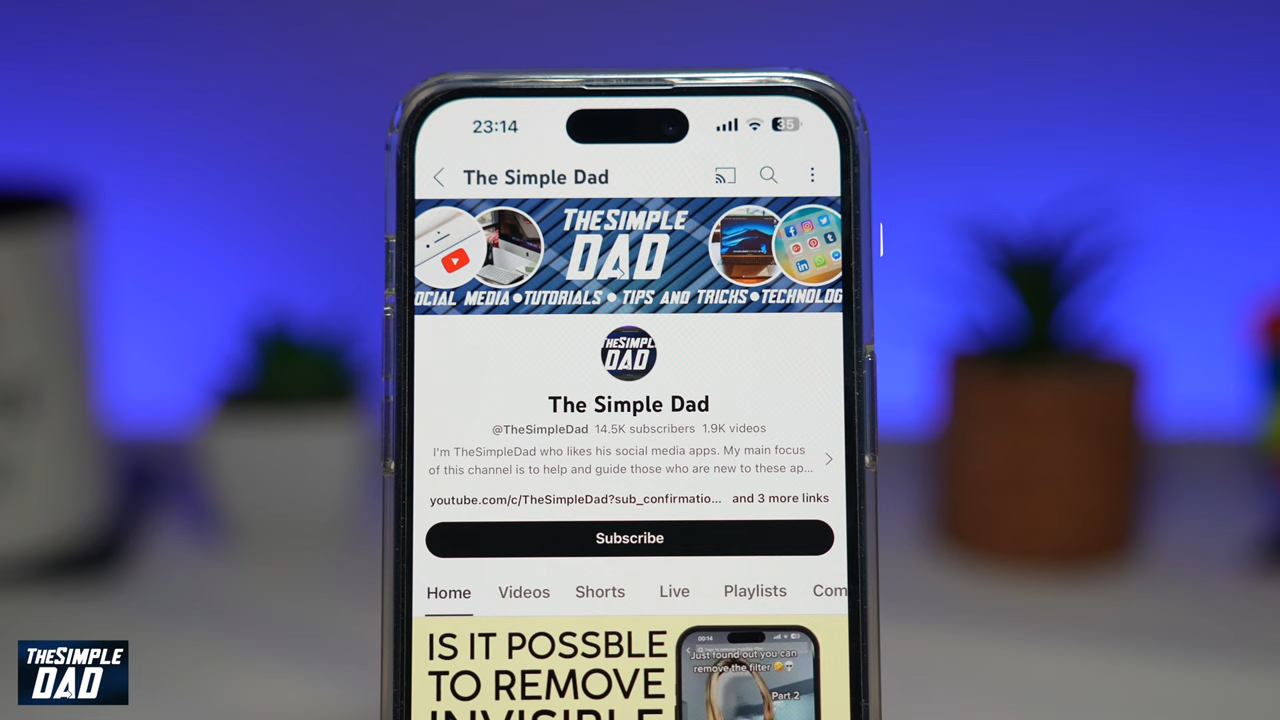 23:14
35
The Simple Dad
THESIMPLE
DAD
OCIAL MEDIA • TUTORIALS • TIPS AND TRICKS • TECHNOLOG
HESIMPL
DAD
The Simple Dad
@TheSimpleDad 14.5K subscribers 1.9K videos
I'm TheSimpleDad who likes his social media apps. My main focus
of this channel is to help and guide those who are new to these ap...
youtube.com/c/TheSimpleDad?sub_confirmatio... and 3 more links
Subscribe
Home Videos Shorts Live Playlists Com
IS IT POSSBLE
TO REMOVE
INVISIBLE
00:14
Just found out you can
remove the filter 🤔💀
Part 2
THESIMPLE
DAD